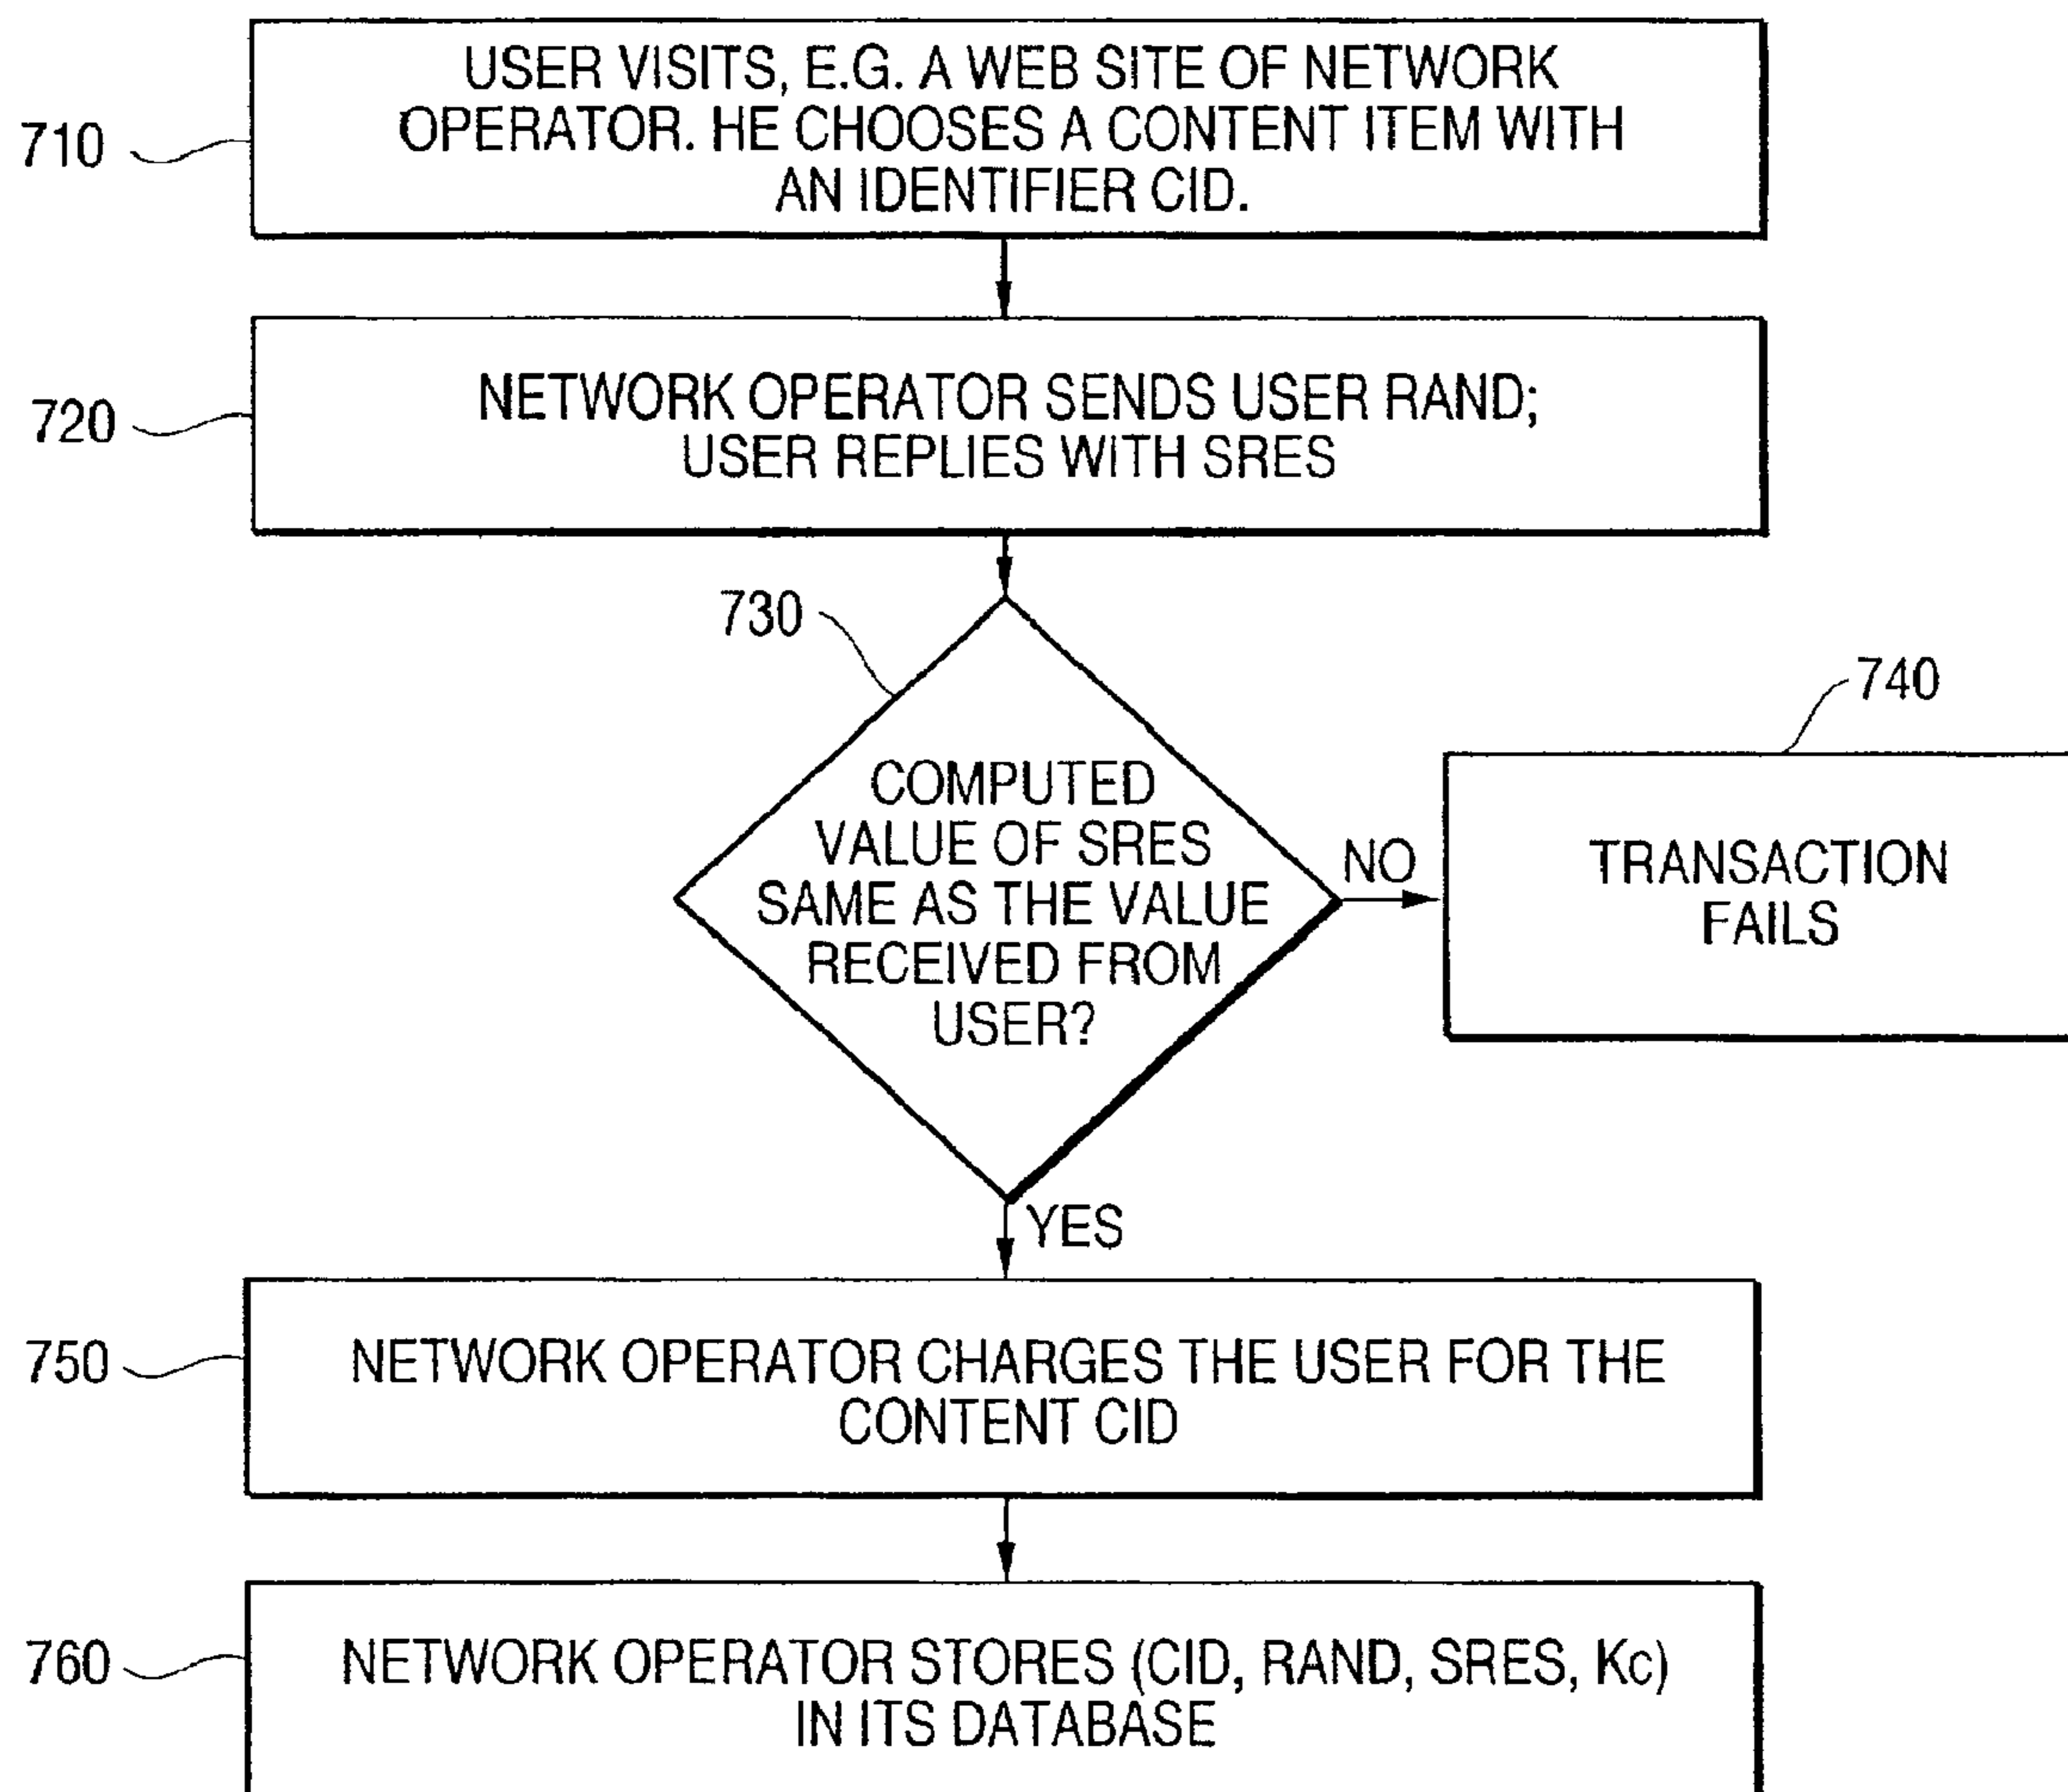 710
USER VISITS, E.G. A WEB SITE OF NETWORK
OPERATOR. HE CHOOSES A CONTENT ITEM WITH
AN IDENTIFIER CID.
720
NETWORK OPERATOR SENDS USER RAND;
USER REPLIES WITH SRES
730
COMPUTED
VALUE OF SRES
SAME AS THE VALUE
RECEIVED FROM
USER?
NO
740
TRANSACTION
FAILS
YES
750
NETWORK OPERATOR CHARGES THE USER FOR THE
CONTENT CID
760
NETWORK OPERATOR STORES (CID, RAND, SRES, Kc)
IN ITS DATABASE